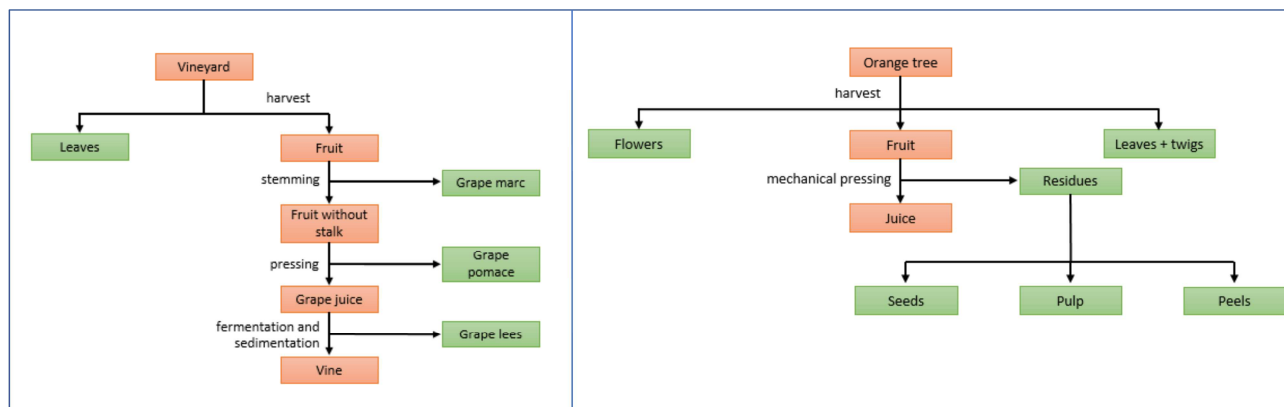 Vineyard
harvest
Leaves
Fruit
stemming
Grape marc
Fruit without
stalk
pressing
Grape
pomace
Grape juice
fermentation and
sedimentation
Grape lees
Vine
Orange tree
harvest
Flowers
Fruit
Leaves + twigs
mechanical pressing
Residues
Juice
Seeds
Pulp
Peels